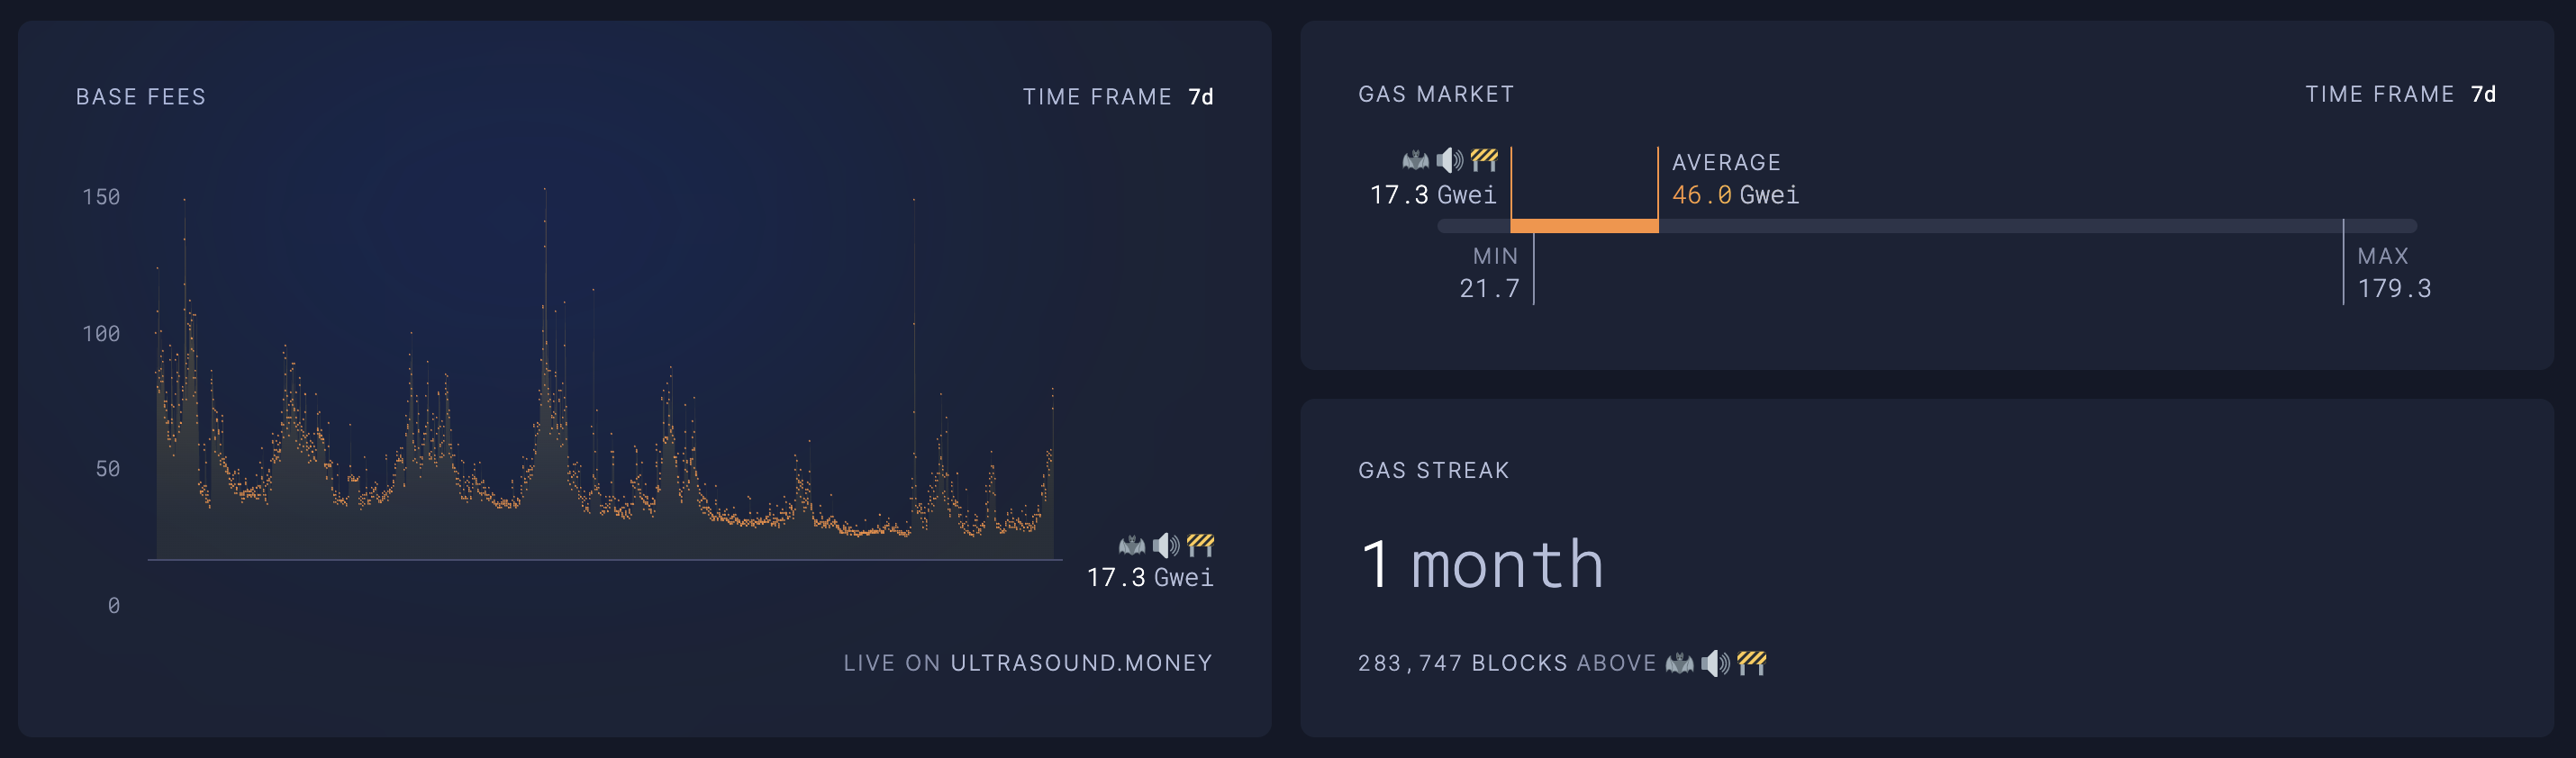 BASE FEES
TIME FRAME 7d
150
100
50
0
🦇🔊🚧
17.3 Gwei
LIVE ON ULTRASOUND.MONEY
GAS MARKET
TIME FRAME 7d
🦇🔊🚧
17.3 Gwei
AVERAGE
46.0 Gwei
MIN
21.7
MAX
179.3
GAS STREAK
1 month
283,747 BLOCKS ABOVE 🦇🔊🚧